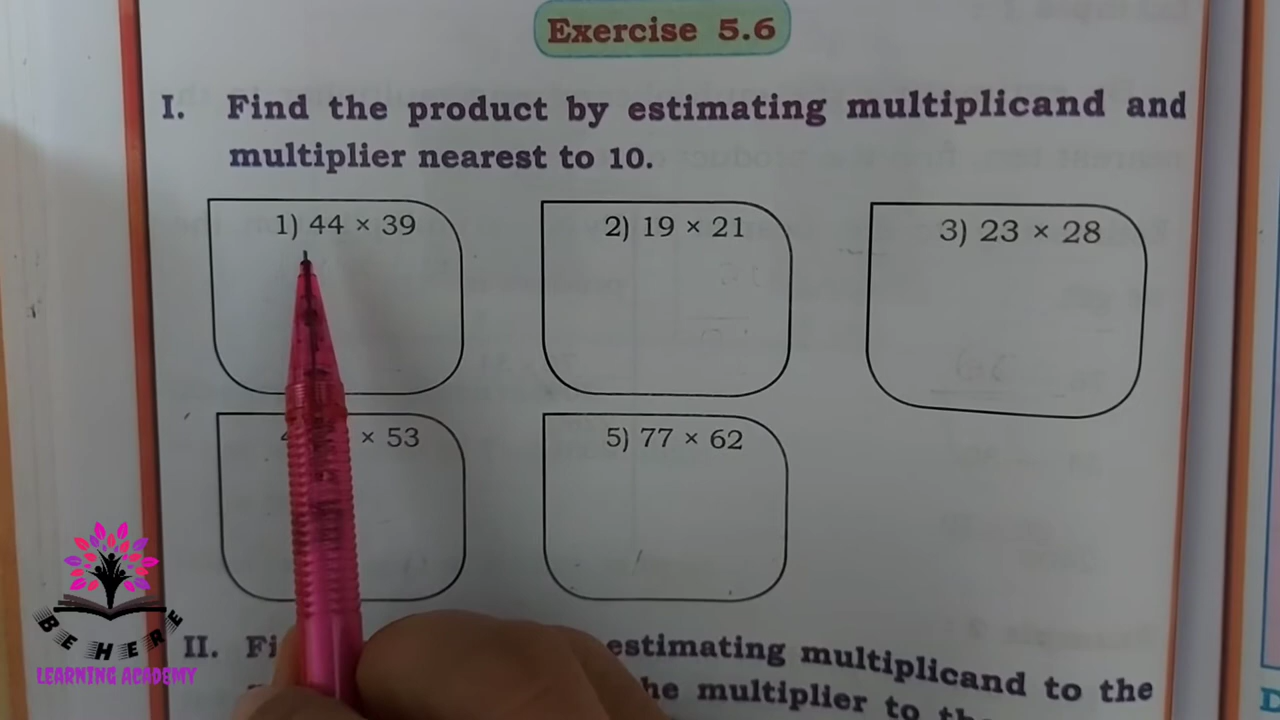 Exercise 5.6
I. Find the product by estimating multiplicand and
multiplier nearest to 10.
1) 44 × 39
2) 19 × 21
3) 23 × 28
× 53
5) 77 × 62
II. estimating multiplicand to the
multiplier to
BE HERE
LEARNING ACADEMY